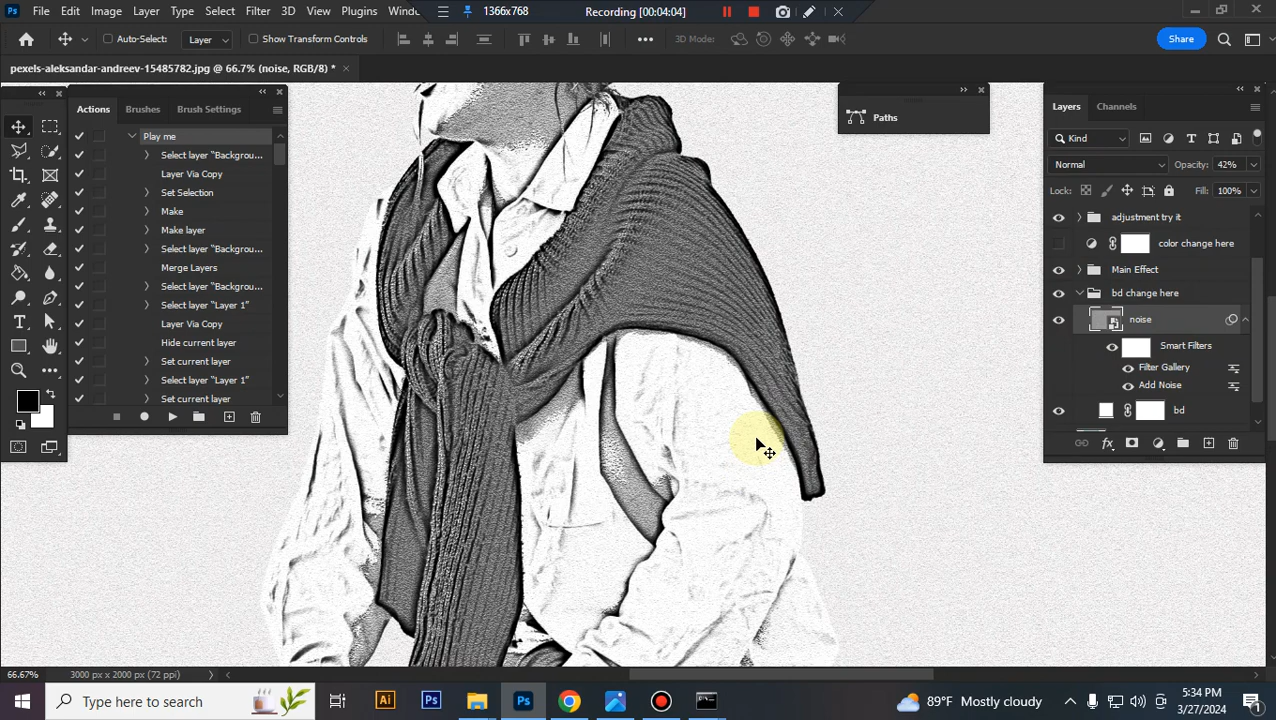 1366x768
Recording [00:04:04]
Ps
File
Edit
Image
Layer
Type
Select
Filter
3D
View
Plugins
Auto-Select:
Layer
Show Transform Controls
3D Mode:
Share
pexels-aleksandar-andreev-15485782.jpg @ 66.7% (noise, RGB/8) *
Actions
Brushes
Brush Settings
Play me
Select layer "Backgrou...
Layer Via Copy
Set Selection
Make
Make layer
Select layer "Backgrou...
Merge Layers
Select layer "Backgrou...
Select layer "Layer 1"
Layer Via Copy
Hide current layer
Set current layer
Select layer "Layer 1"
Set current layer
Paths
Layers
Channels
Kind
Normal
Opacity: 42%
Lock:
Fill: 100%
adjustment try it
color change here
Main Effect
bd change here
noise
Smart Filters
Filter Gallery
Add Noise
bd
fx
66.67%
3000 px x 2000 px (72 ppi)
Type here to search
Ai
Ps
Ps
89°F Mostly cloudy
5:34 PM
3/27/2024
1